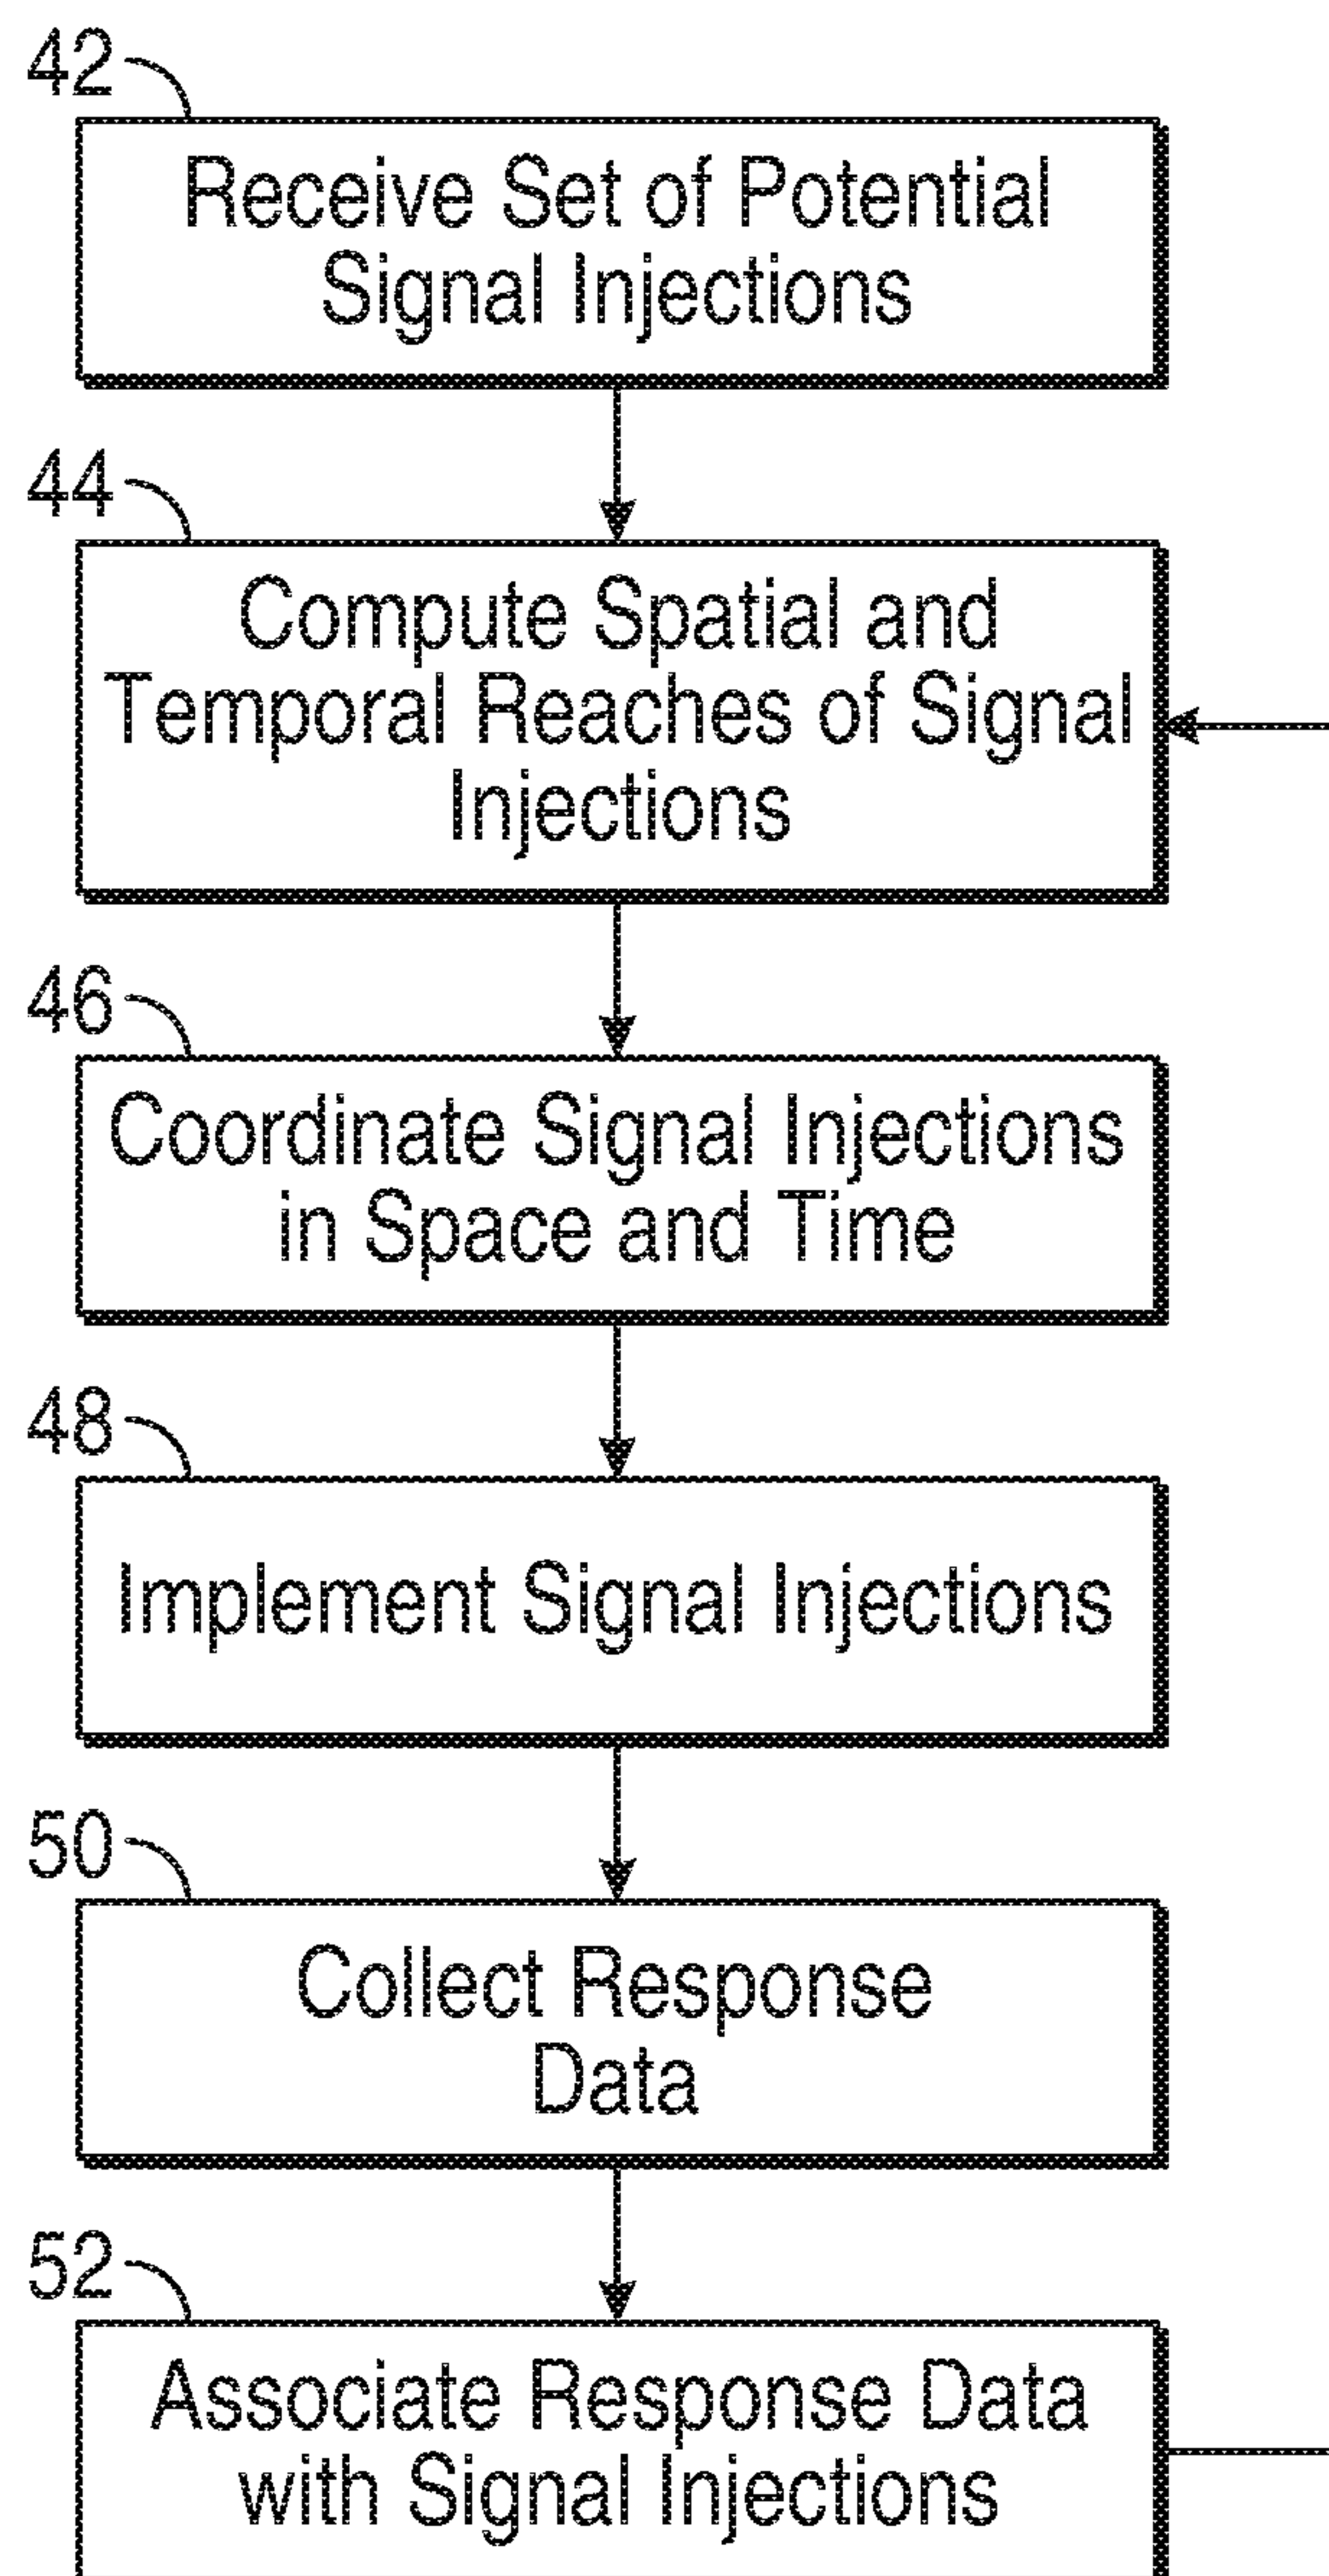 42
Receive Set of Potential
Signal Injections
44
Compute Spatial and
Temporal Reaches of Signal
Injections
46
Coordinate Signal Injections
in Space and Time
48
Implement Signal Injections
50
Collect Response
Data
52
Associate Response Data
with Signal Injections